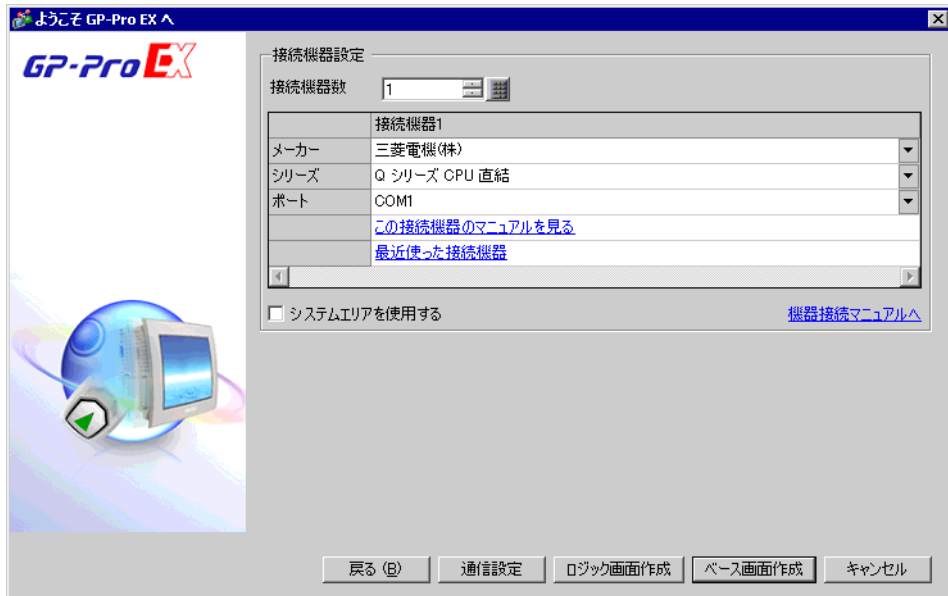 ようこそ GP-Pro EX へ
GP-Pro EX
接続機器設定
接続機器数 1
接続機器1
メーカー 三菱電機(株)
シリーズ Q シリーズ CPU 直結
ポート COM1
この接続機器のマニュアルを見る
最近使った接続機器
システムエリアを使用する 機器接続マニュアルへ
戻る (B) 通信設定 ロジック画面作成 ベース画面作成 キャンセル